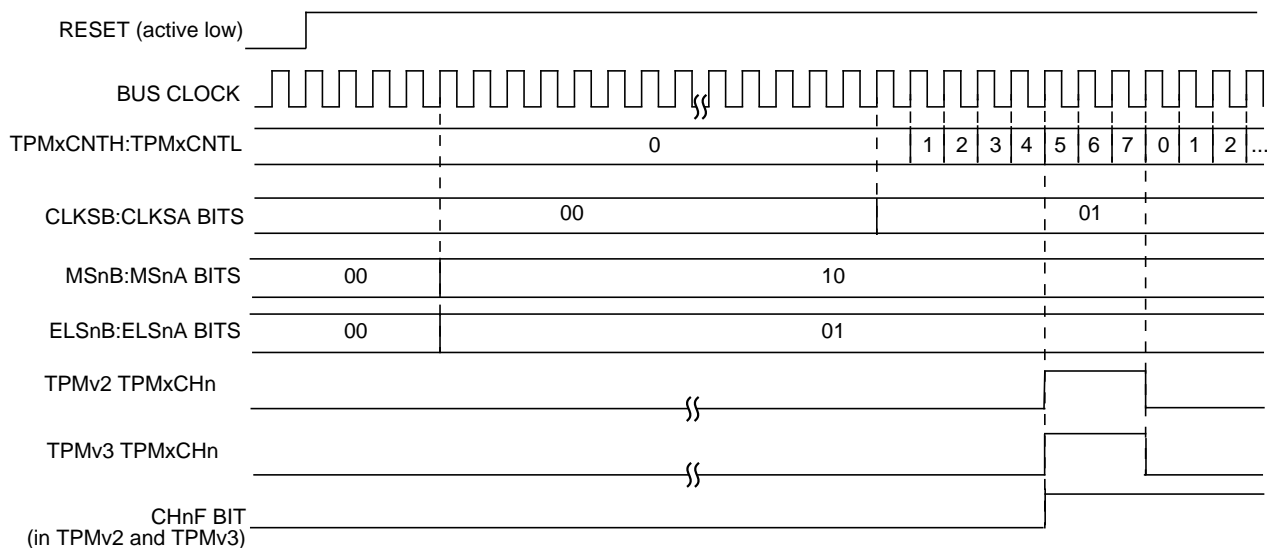 RESET (active low)
BUS CLOCK
TPMxCNTH:TPMxCNTL 0 1 2 3 4 5 6 7 0 1 2 ...
CLKSB:CLKSA BITS 00 01
MSnB:MSnA BITS 00 10
ELSnB:ELSnA BITS 00 01
TPMv2 TPMxCHn
TPMv3 TPMxCHn
CHnF BIT
(in TPMv2 and TPMv3)